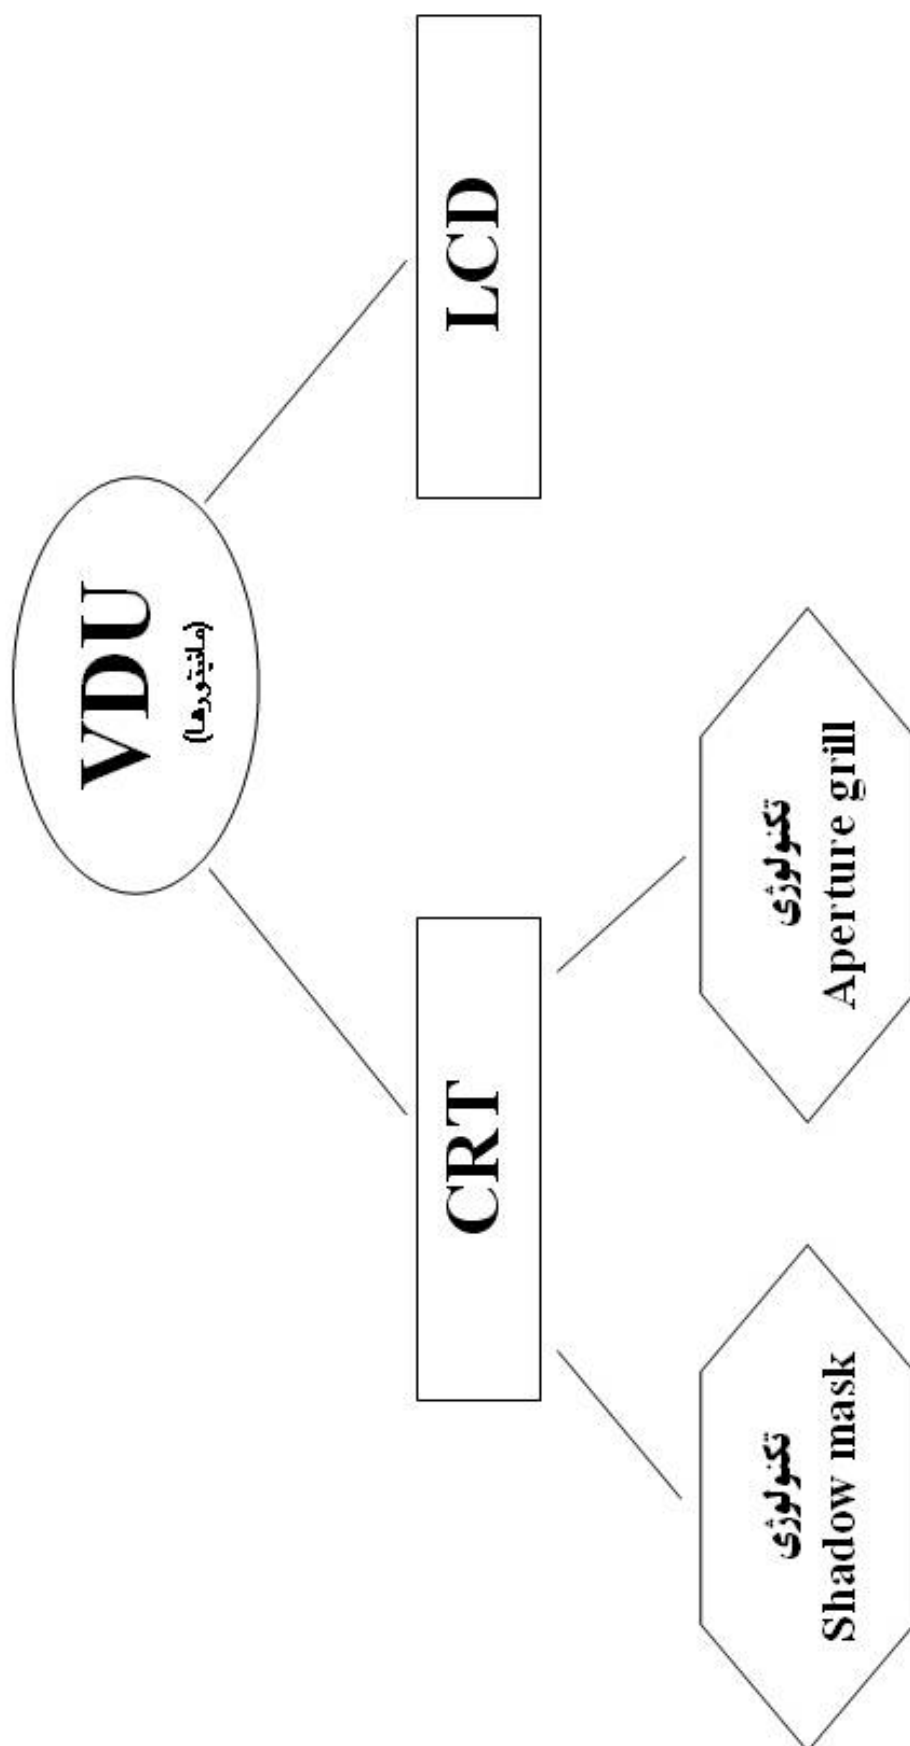 VDU
(مانیتورها)
CRT
LCD
تکنولوژی
Shadow mask
تکنولوژی
Aperture grill